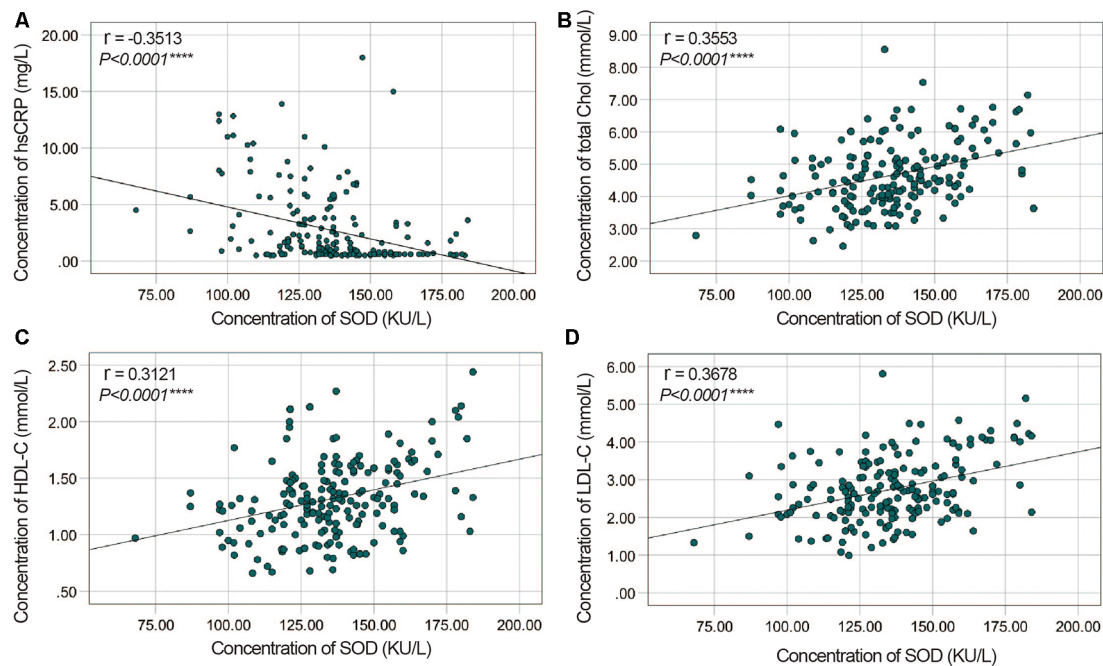 A
r = -0.3513
P<0.0001****
Concentration of hsCRP (mg/L)
20.00
15.00
10.00
5.00
.00
75.00 100.00 125.00 150.00 175.00 200.00
Concentration of SOD (KU/L)
B
r = 0.3553
P<0.0001****
Concentration of total Chol (mmol/L)
9.00
8.00
7.00
6.00
5.00
4.00
3.00
2.00
75.00 100.00 125.00 150.00 175.00 200.00
Concentration of SOD (KU/L)
C
r = 0.3121
P<0.0001****
Concentration of HDL-C (mmol/L)
2.50
2.00
1.50
1.00
.50
75.00 100.00 125.00 150.00 175.00 200.00
Concentration of SOD (KU/L)
D
r = 0.3678
P<0.0001****
Concentration of LDL-C (mmol/L)
6.00
5.00
4.00
3.00
2.00
1.00
.00
75.00 100.00 125.00 150.00 175.00 200.00
Concentration of SOD (KU/L)